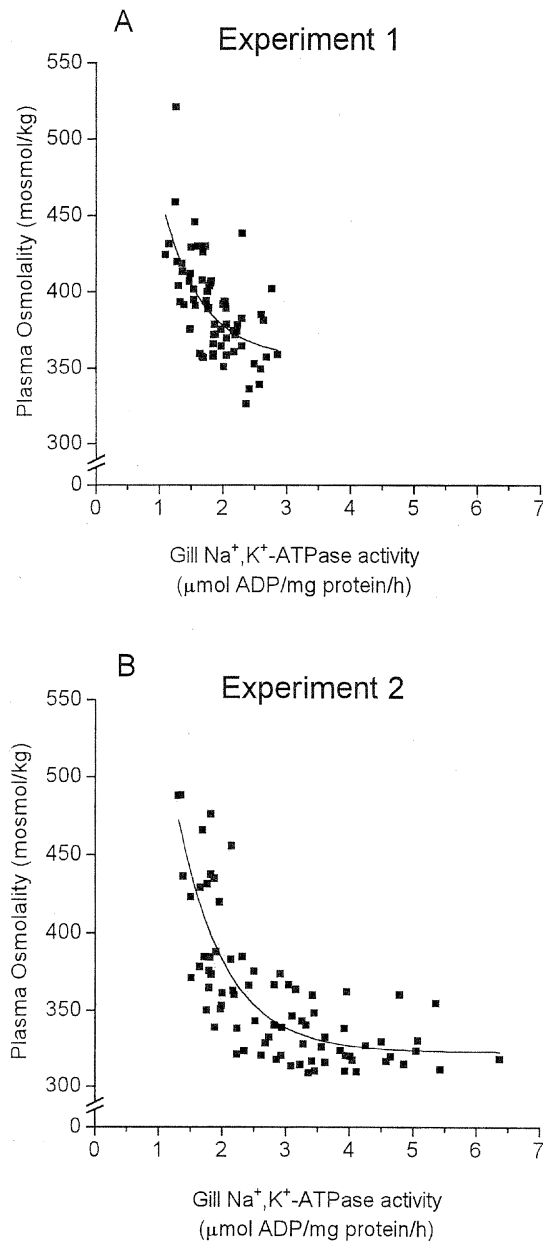 A
Experiment 1
Plasma Osmolality (mosmol/kg)
550
500
450
400
350
300
0
0 1 2 3 4 5 6 7
Gill Na⁺,K⁺-ATPase activity
(μmol ADP/mg protein/h)
B
Experiment 2
Plasma Osmolality (mosmol/kg)
550
500
450
400
350
300
0
0 1 2 3 4 5 6 7
Gill Na⁺,K⁺-ATPase activity
(μmol ADP/mg protein/h)